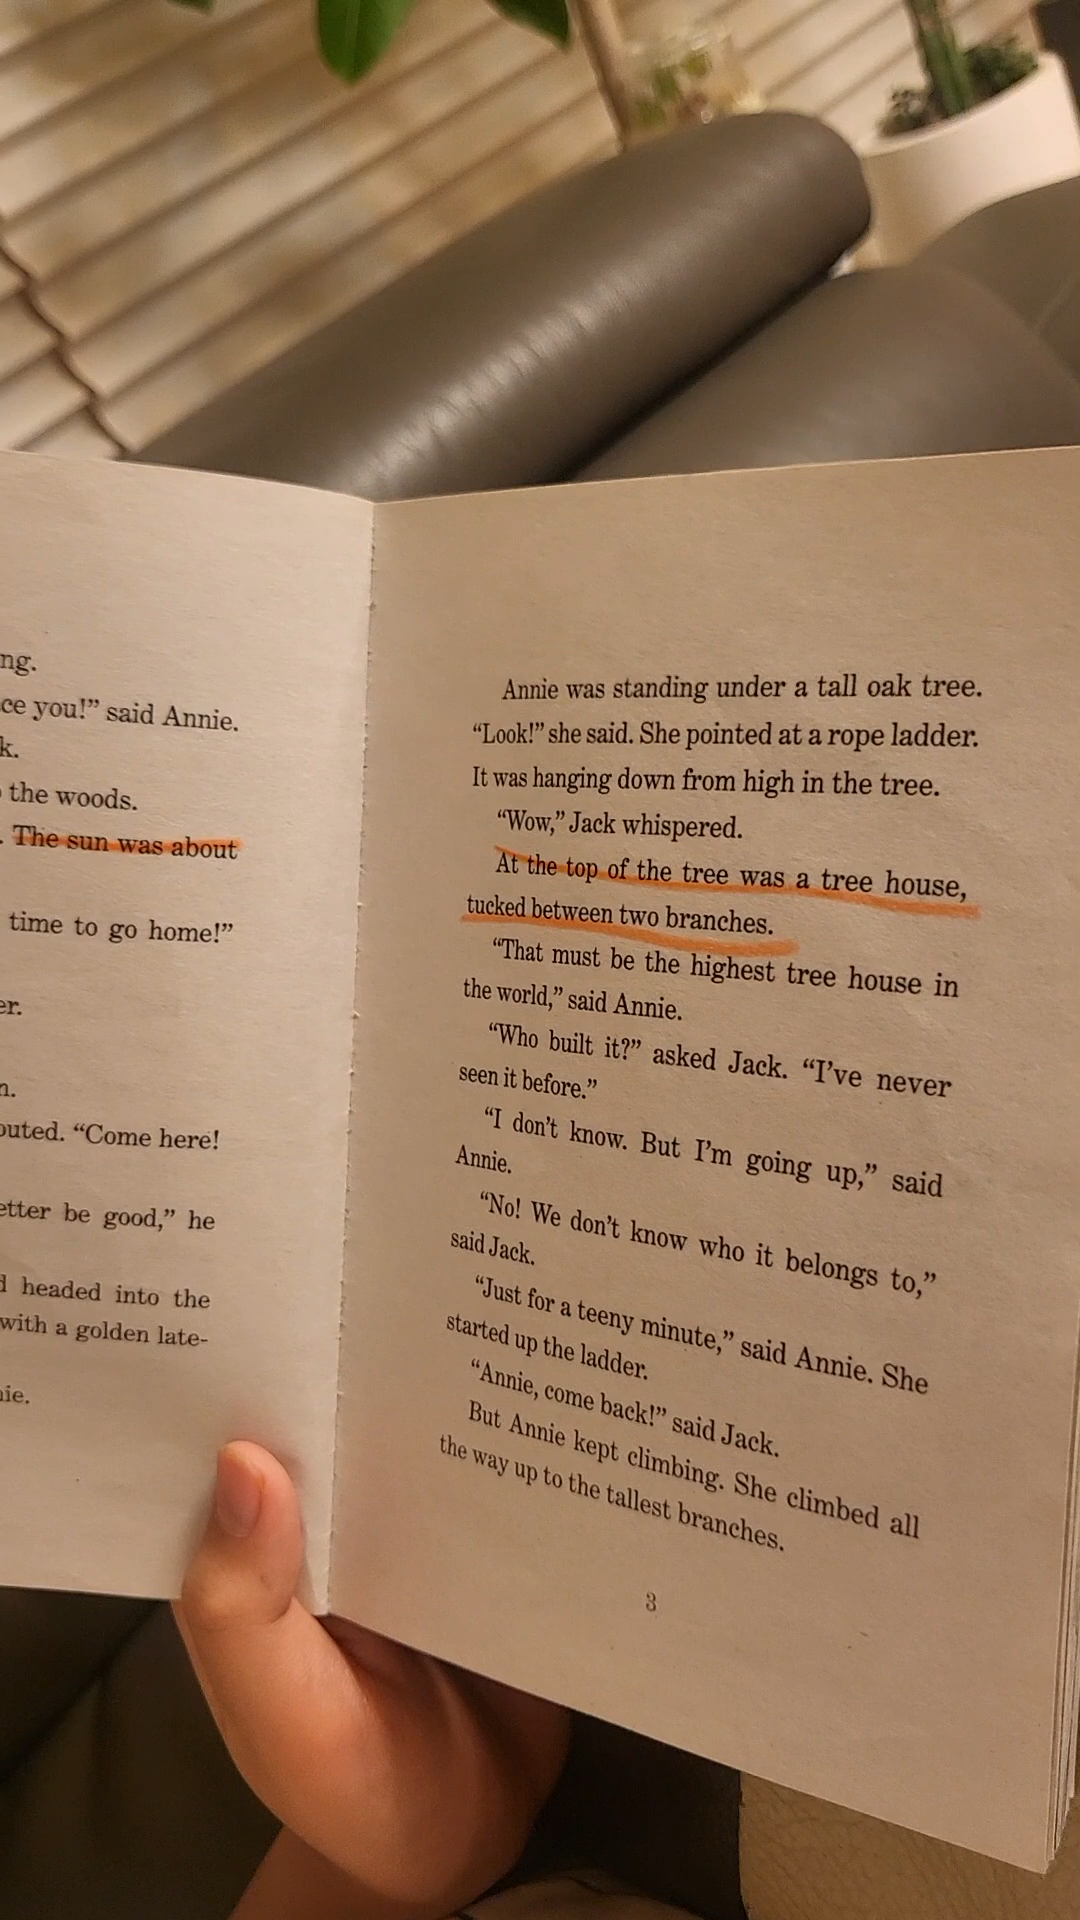 ng.
ce you!” said Annie.
k.
the woods.
. The sun was about
time to go home!”
er.
n.
outed. “Come here!
etter be good,” he
d headed into the
with a golden late-
nie.
Annie was standing under a tall oak tree.
“Look!” she said. She pointed at a rope ladder.
It was hanging down from high in the tree.
“Wow,” Jack whispered.
At the top of the tree was a tree house,
tucked between two branches.
“That must be the highest tree house in
the world,” said Annie.
“Who built it?” asked Jack. “I’ve never
seen it before.”
“I don’t know. But I’m going up,” said
Annie.
“No! We don’t know who it belongs to,”
said Jack.
“Just for a teeny minute,” said Annie. She
started up the ladder.
“Annie, come back!” said Jack.
But Annie kept climbing. She climbed all
the way up to the tallest branches.
3